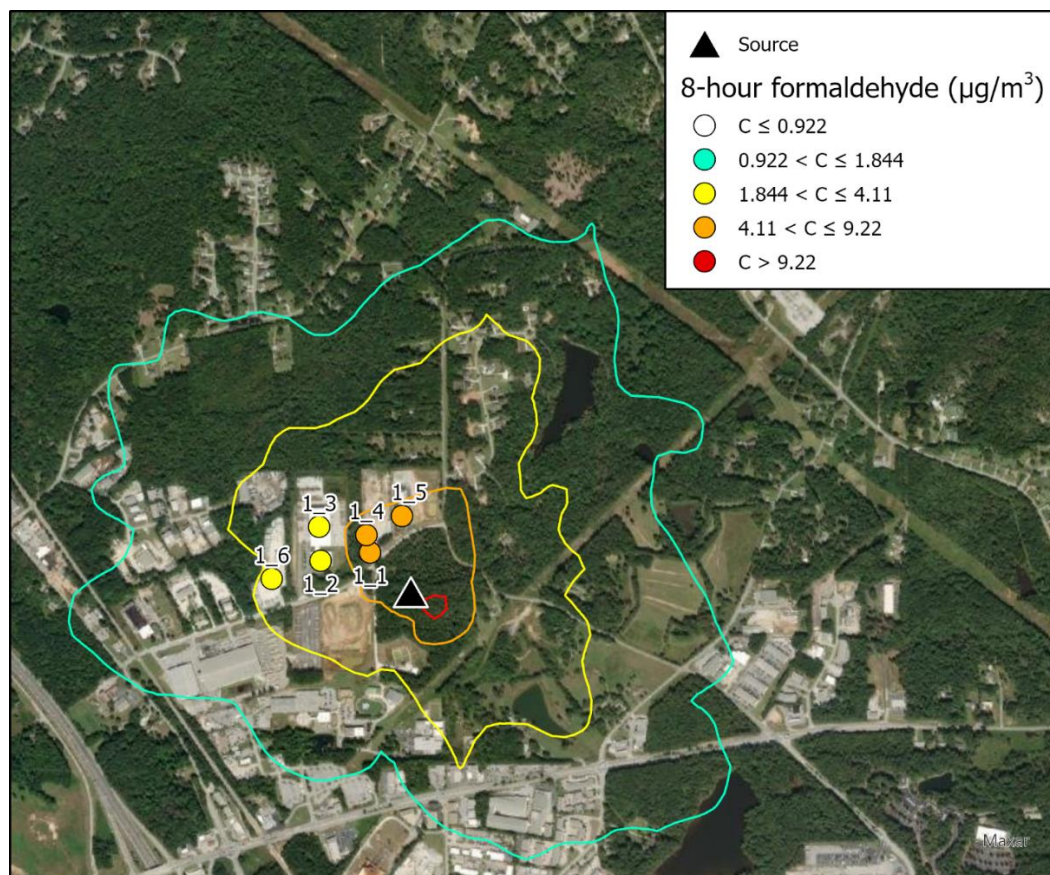 Source
8-hour formaldehyde (µg/m³)
C ≤ 0.922
0.922 < C ≤ 1.844
1.844 < C ≤ 4.11
4.11 < C ≤ 9.22
C > 9.22
1_3
1_4
1_5
1_6
1_2
1_1
Maxar